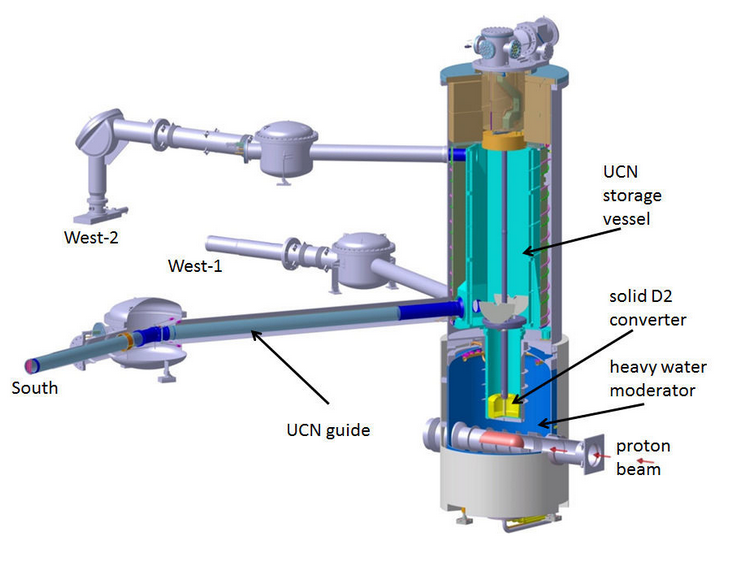 UCN
storage
vessel
West-2
West-1
solid D2
converter
heavy water
moderator
South
UCN guide
proton
beam